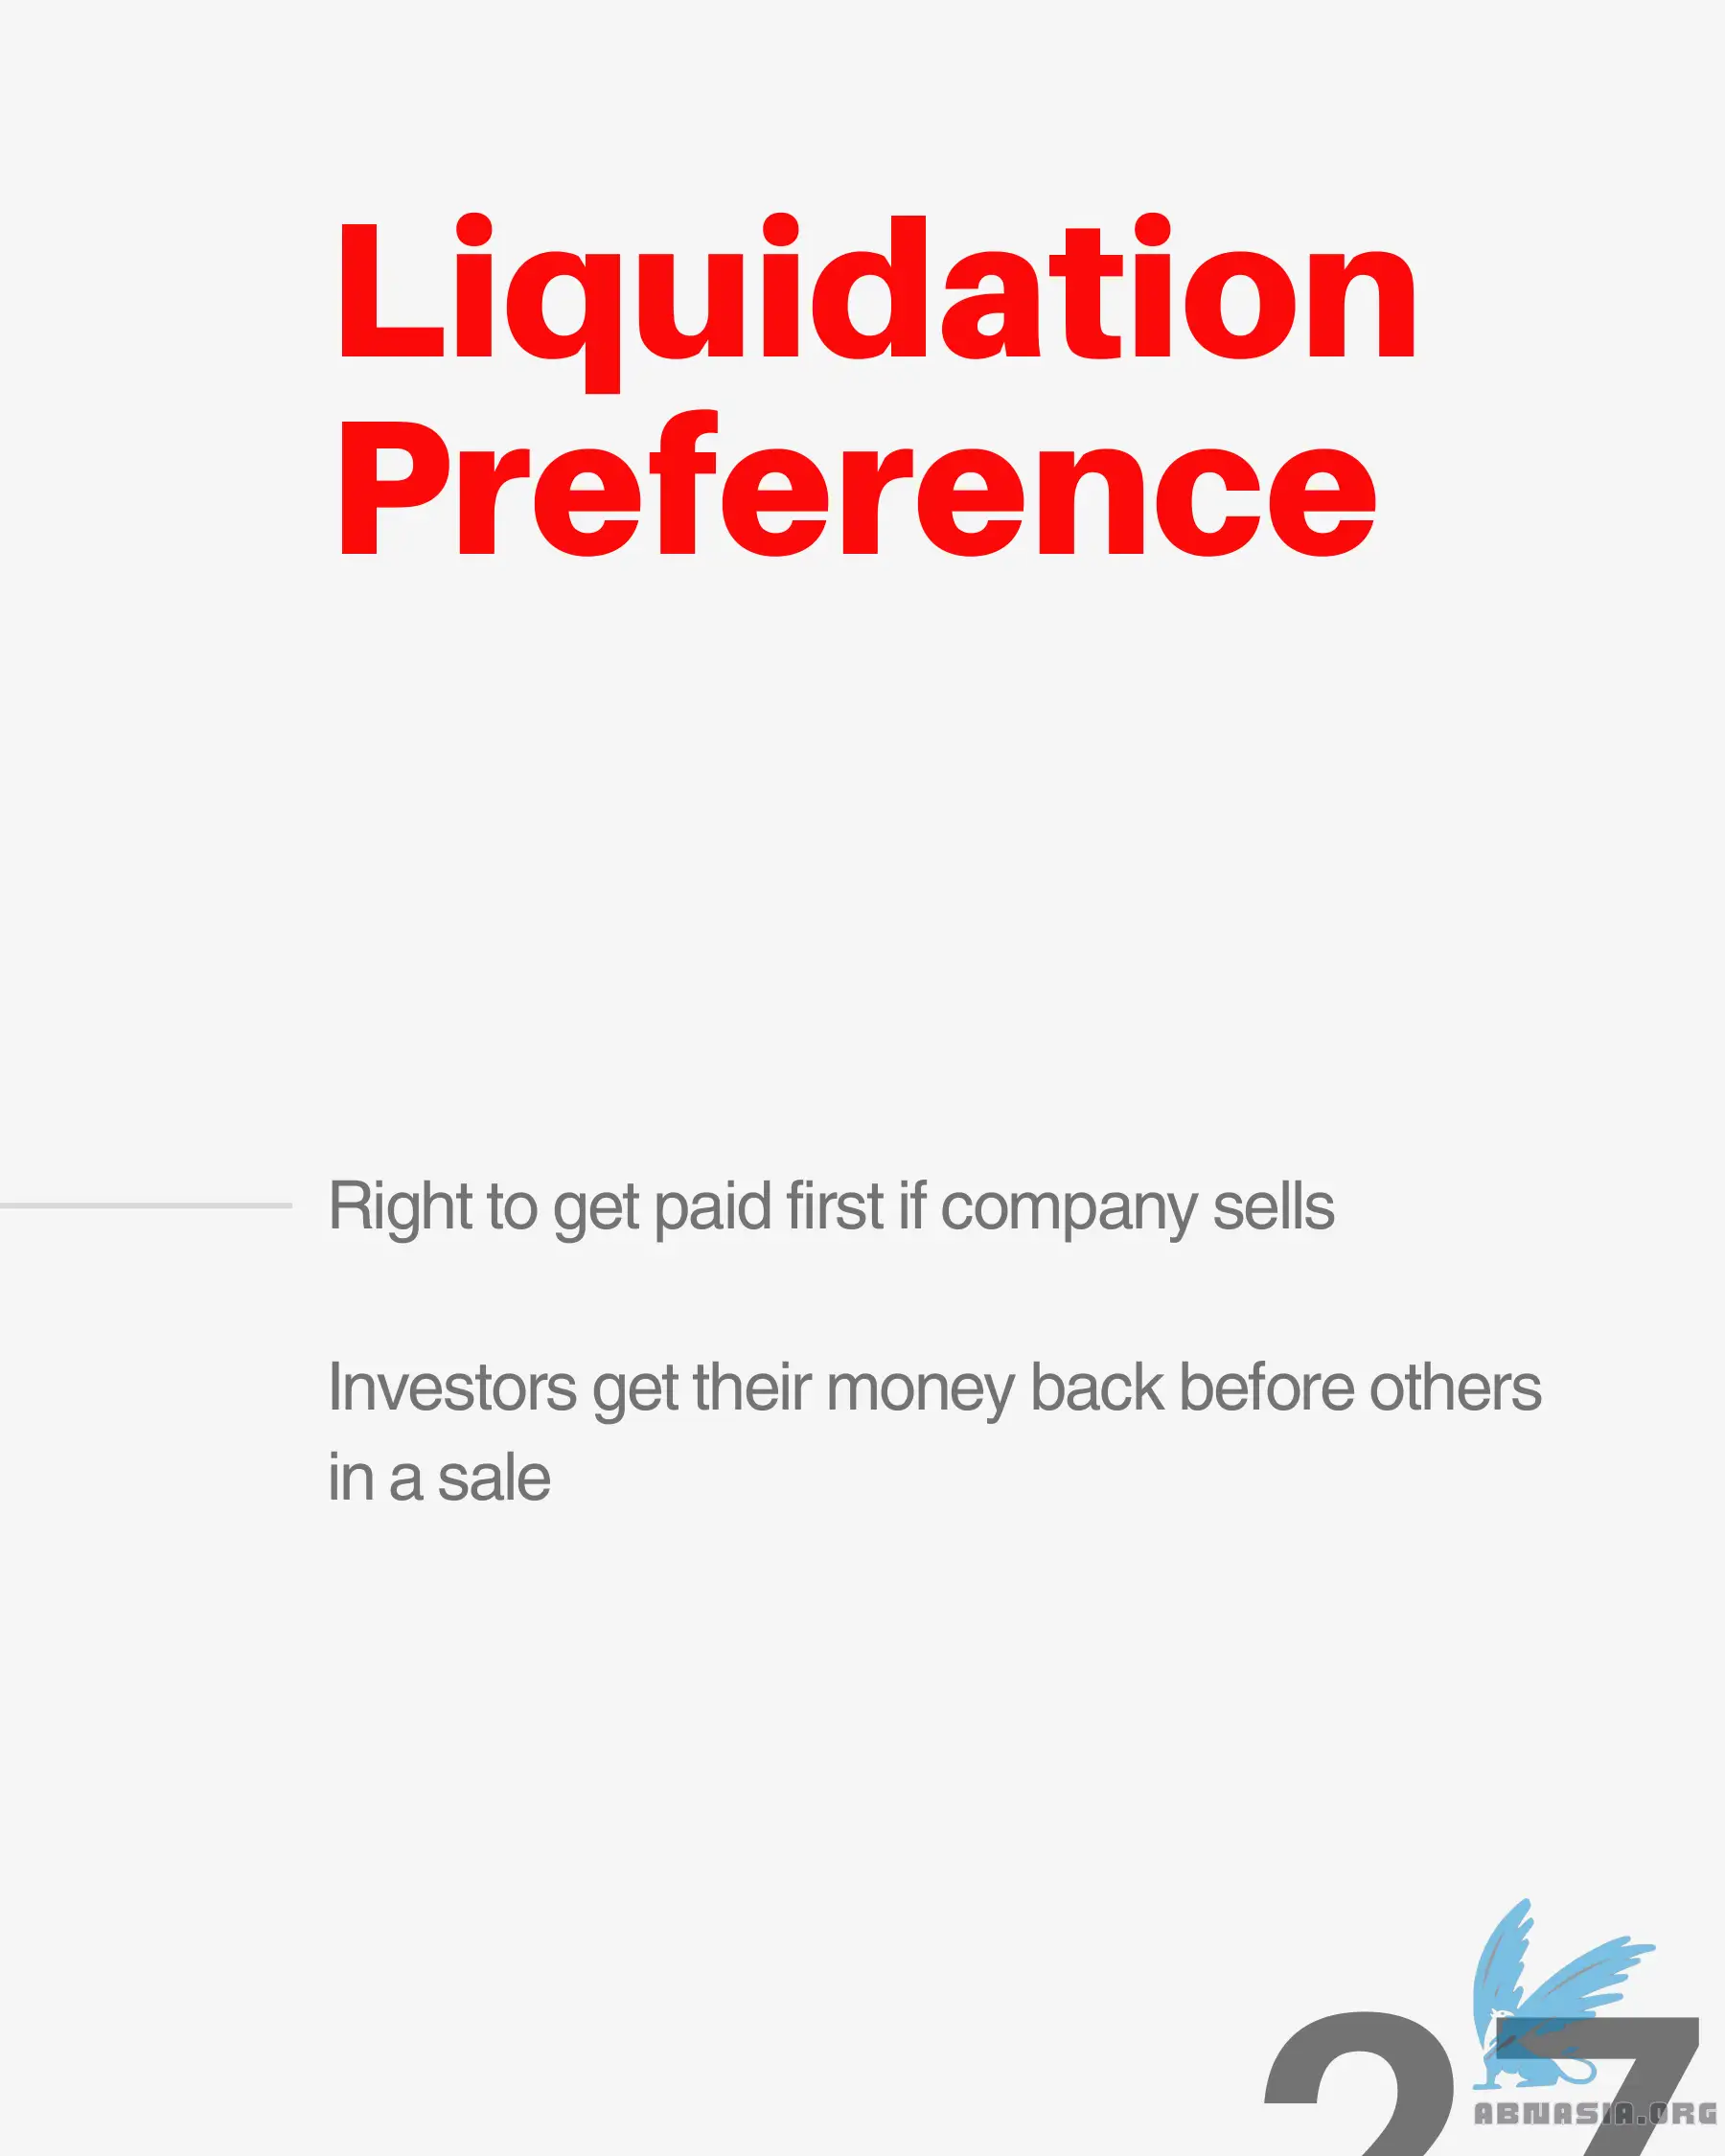 Liquidation
Preference
Right to get paid first if company sells
Investors get their money back before others
in a sale
27
ABNASIA.ORG